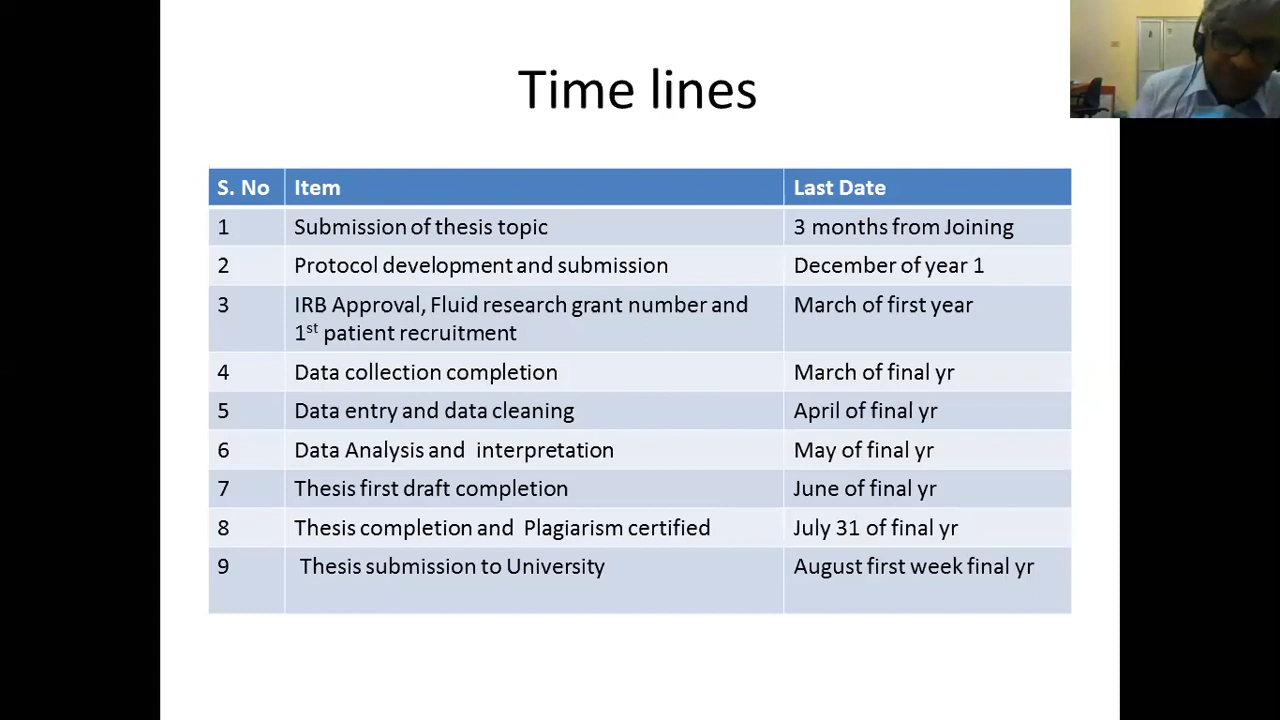 Time lines
S. No Item Last Date
1 Submission of thesis topic 3 months from Joining
2 Protocol development and submission December of year 1
3 IRB Approval, Fluid research grant number and March of first year
1st patient recruitment
4 Data collection completion March of final yr
5 Data entry and data cleaning April of final yr
6 Data Analysis and interpretation May of final yr
7 Thesis first draft completion June of final yr
8 Thesis completion and Plagiarism certified July 31 of final yr
9 Thesis submission to University August first week final yr